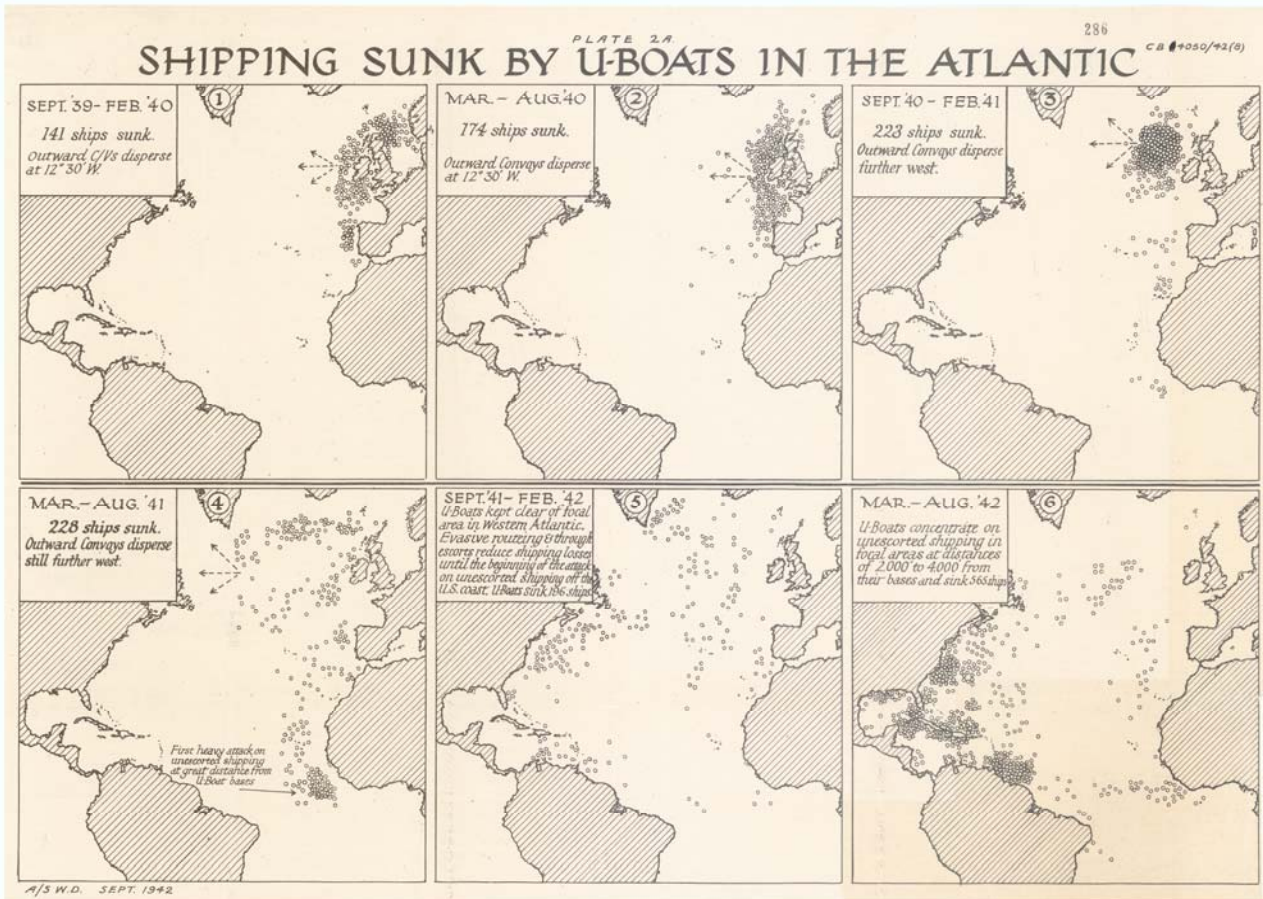 PLATE 2A.
286
CB 4050/42(8)
SHIPPING SUNK BY U-BOATS IN THE ATLANTIC
SEPT. '39- FEB. '40
141 ships sunk.
Outward C/Vs disperse
at 12° 30' W.
1
MAR. - AUG. '40
174 ships sunk.
Outward Convoys disperse
at 12° 30' W.
2
SEPT. '40 - FEB. '41
223 ships sunk.
Outward Convoys disperse
further west.
3
MAR. - AUG. '41
228 ships sunk.
Outward Convoys disperse
still further west.
4
First heavy attack on
unescorted shipping
at great distance from
U-Boat bases
SEPT. '41 - FEB. '42
U-Boats kept clear of focal
area in Western Atlantic.
Evasive routeing & through
escorts reduce shipping losses
until the beginning of the attack
on unescorted shipping off the
U.S. coast. U-Boats sink 196 ships.
5
MAR. - AUG. '42
U-Boats concentrate on
unescorted shipping in
focal areas at distances
of 2,000 to 4,000 from
their bases and sink 565 ships
6
A/S W.D. SEPT. 1942